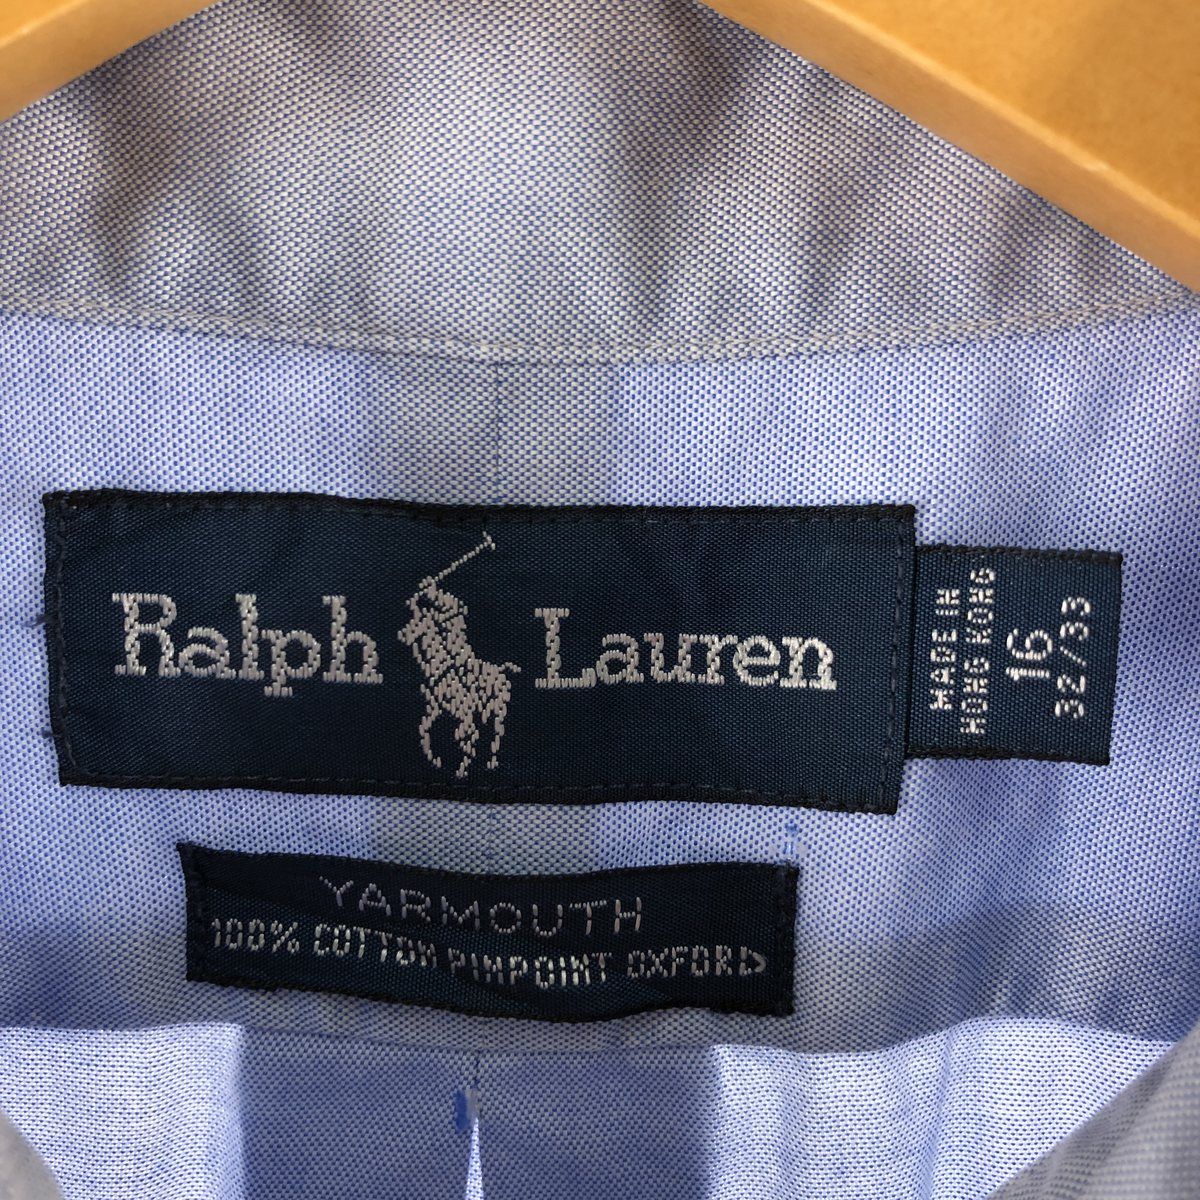 Ralph Lauren
MADE IN
HONG KONG
16
32/33
YARMOUTH
100% COTTON PINPOINT OXFORD